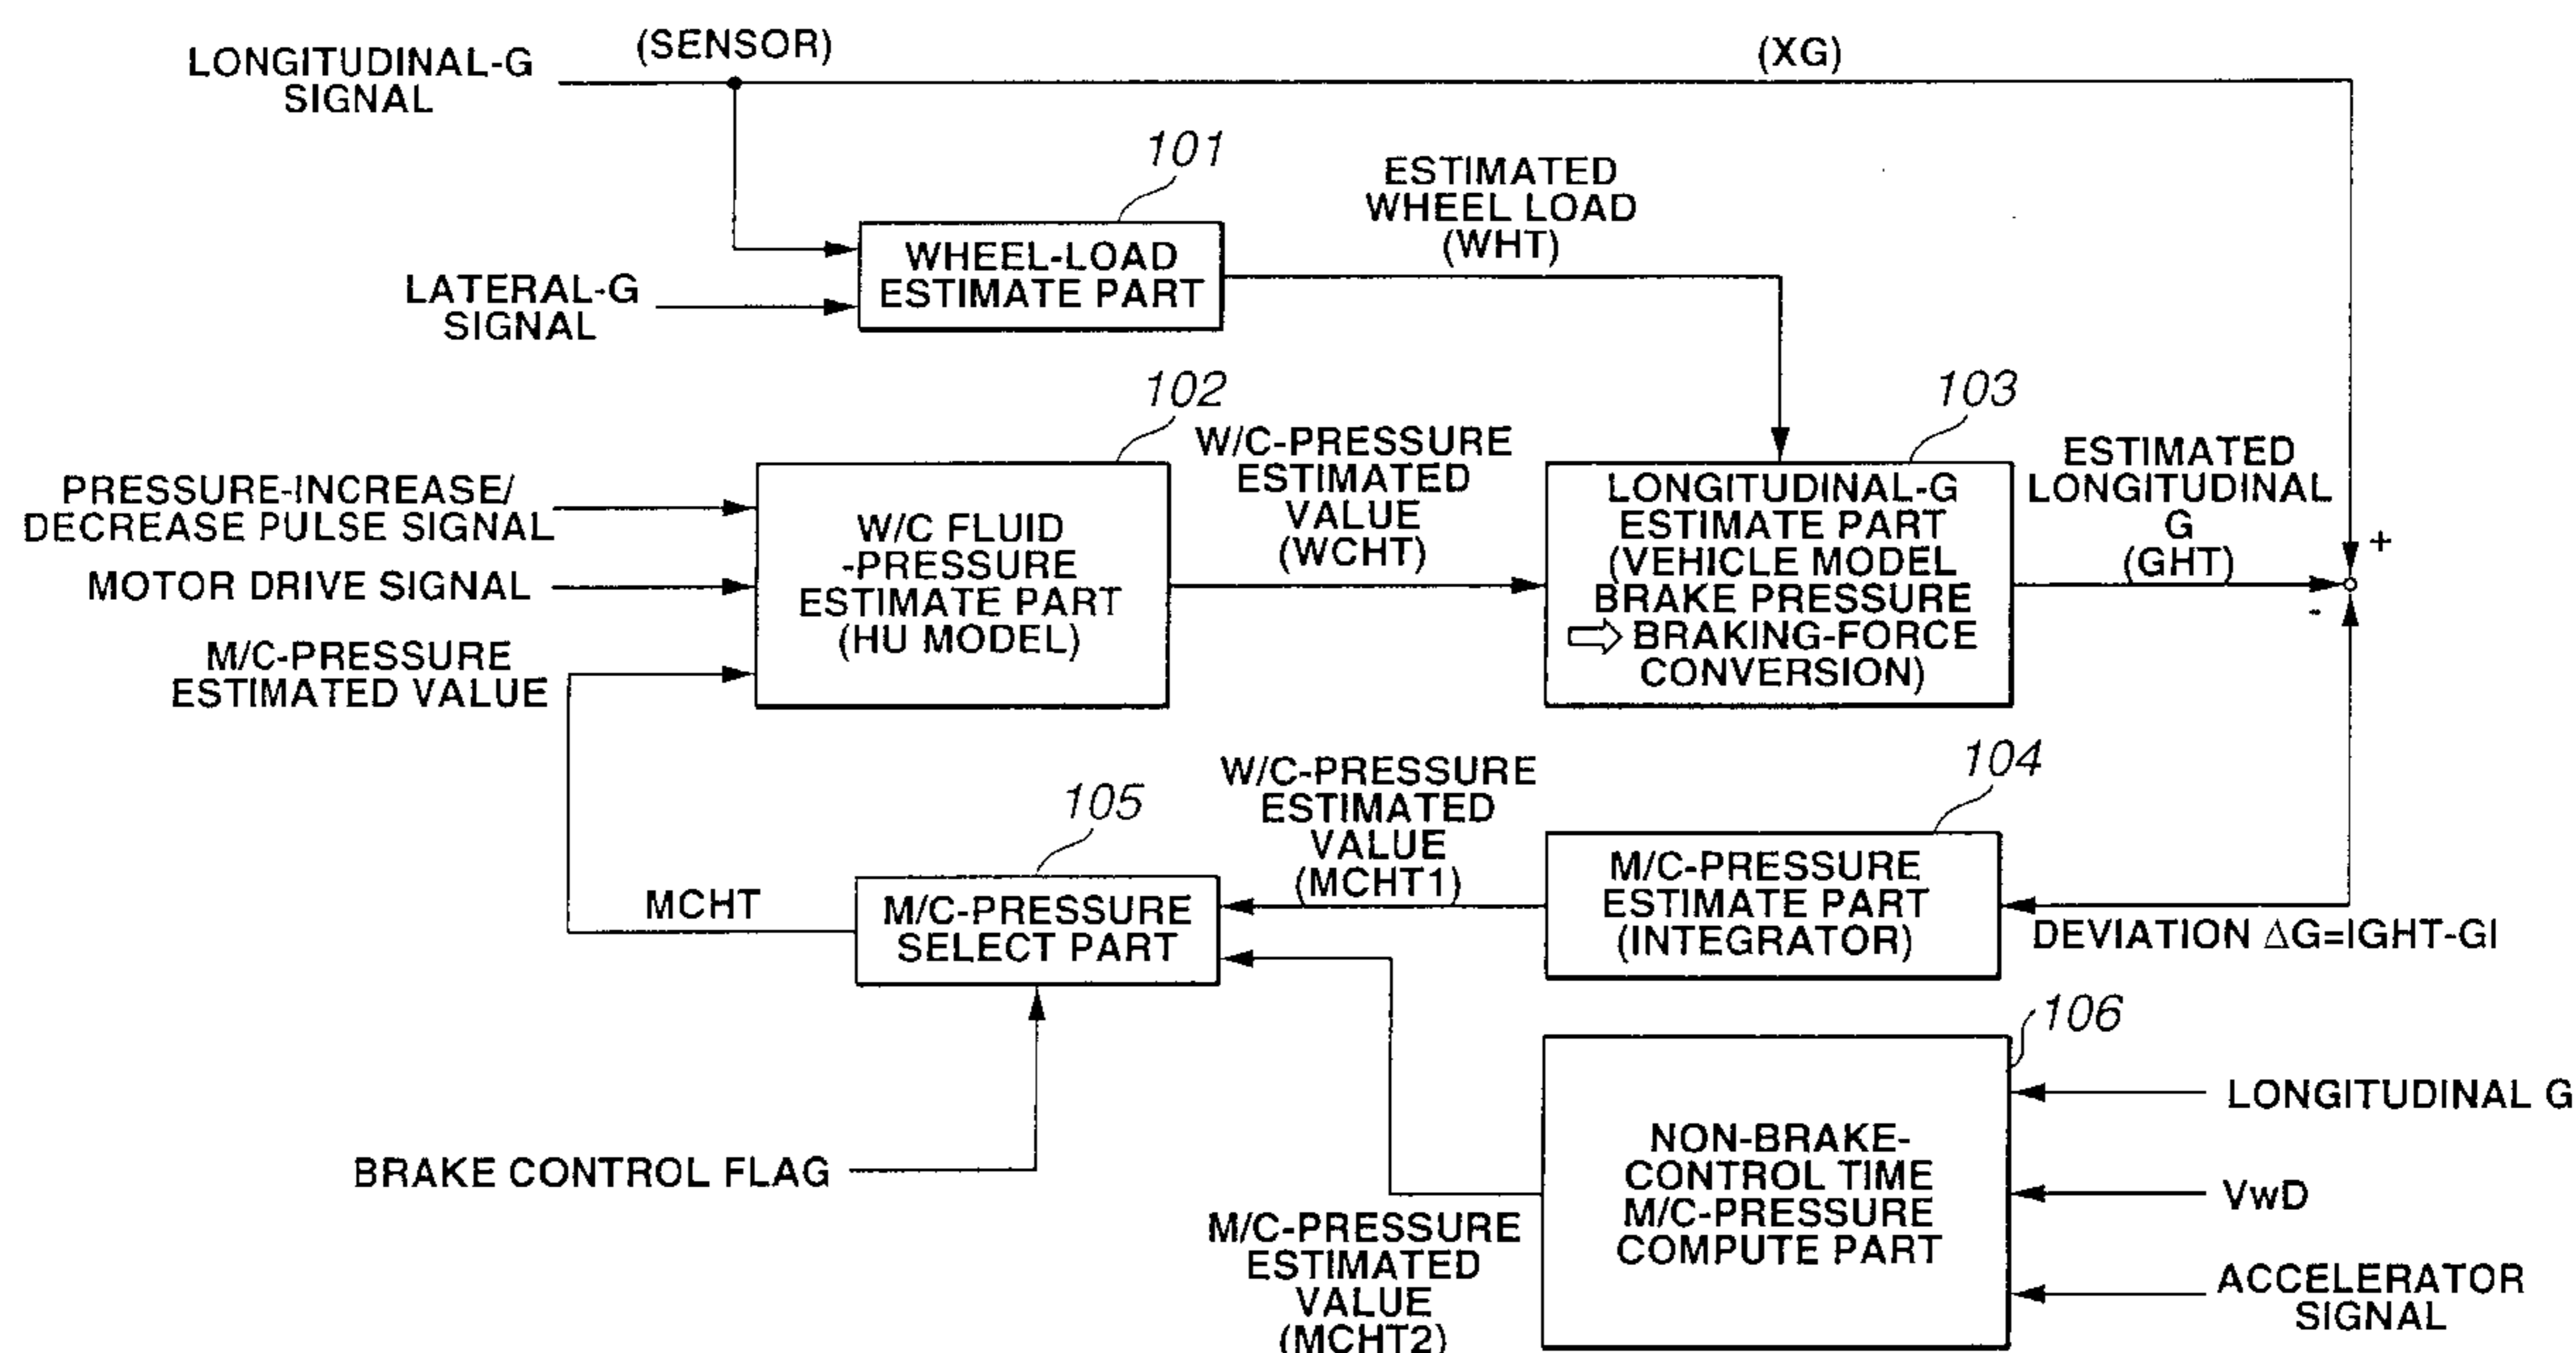 LONGITUDINAL-G
SIGNAL
(SENSOR)
(XG)
101
WHEEL-LOAD
ESTIMATE PART
LATERAL-G
SIGNAL
ESTIMATED
WHEEL LOAD
(WHT)
102
PRESSURE-INCREASE/
DECREASE PULSE SIGNAL
MOTOR DRIVE SIGNAL
M/C-PRESSURE
ESTIMATED VALUE
W/C FLUID
-PRESSURE
ESTIMATE PART
(HU MODEL)
W/C-PRESSURE
ESTIMATED
VALUE
(WCHT)
103
LONGITUDINAL-G
ESTIMATE PART
(VEHICLE MODEL
BRAKE PRESSURE
⇨ BRAKING-FORCE
CONVERSION)
ESTIMATED
LONGITUDINAL
G
(GHT)
+
-
104
M/C-PRESSURE
ESTIMATE PART
(INTEGRATOR)
DEVIATION ΔG=IGHT-GI
W/C-PRESSURE
ESTIMATED
VALUE
(MCHT1)
105
M/C-PRESSURE
SELECT PART
MCHT
BRAKE CONTROL FLAG
106
NON-BRAKE-
CONTROL TIME
M/C-PRESSURE
COMPUTE PART
LONGITUDINAL G
VwD
ACCELERATOR
SIGNAL
M/C-PRESSURE
ESTIMATED
VALUE
(MCHT2)